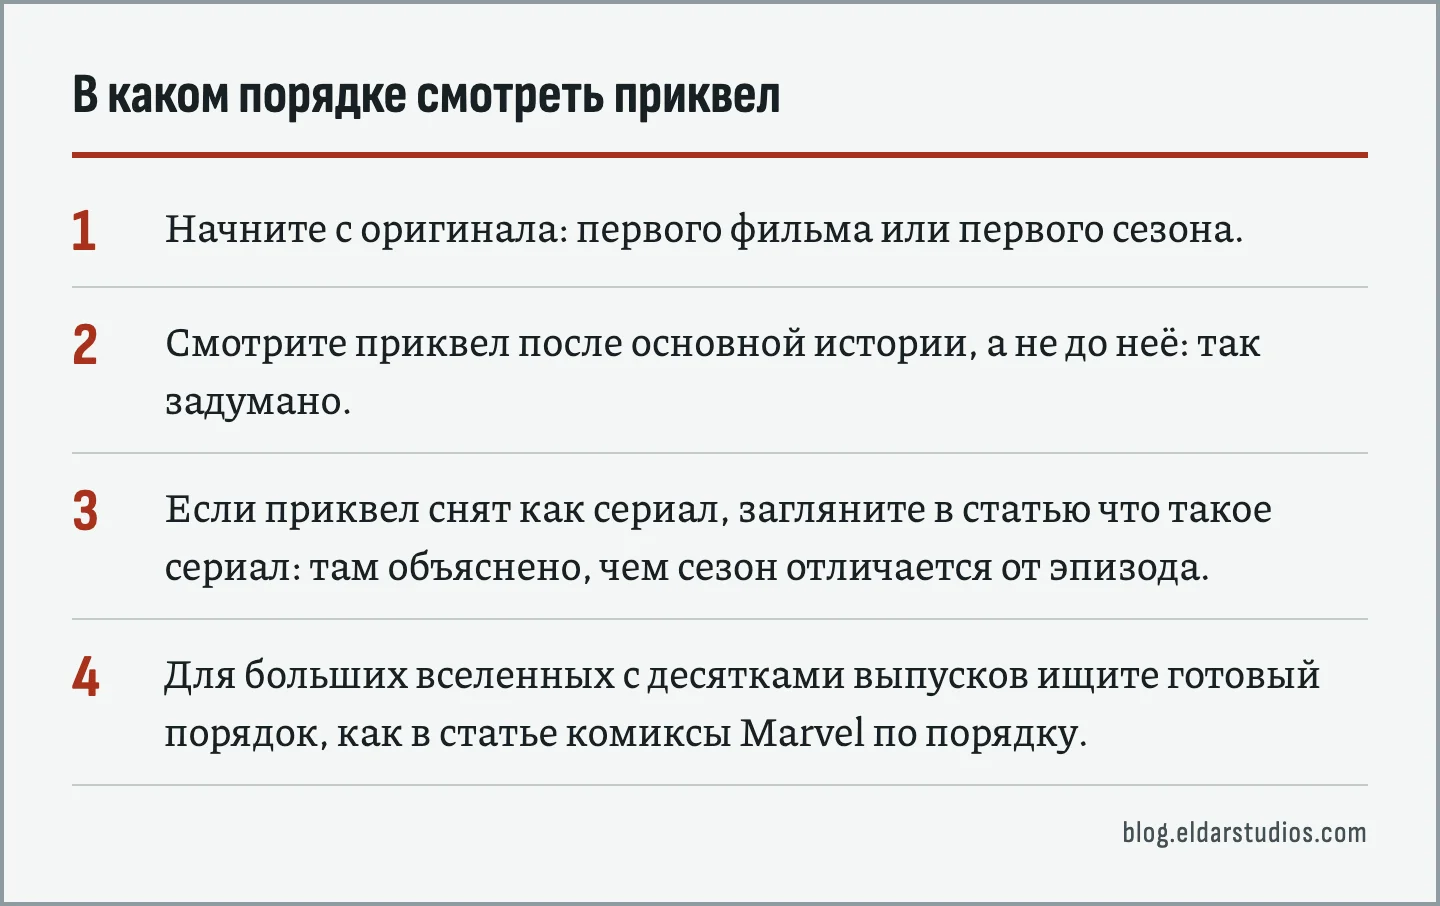 В каком порядке смотреть приквел
1 Начните с оригинала: первого фильма или первого сезона.
2 Смотрите приквел после основной истории, а не до неё: так
задумано.
3 Если приквел снят как сериал, загляните в статью что такое
сериал: там объяснено, чем сезон отличается от эпизода.
4 Для больших вселенных с десятками выпусков ищите готовый
порядок, как в статье комиксы Marvel по порядку.
blog.eldarstudios.com